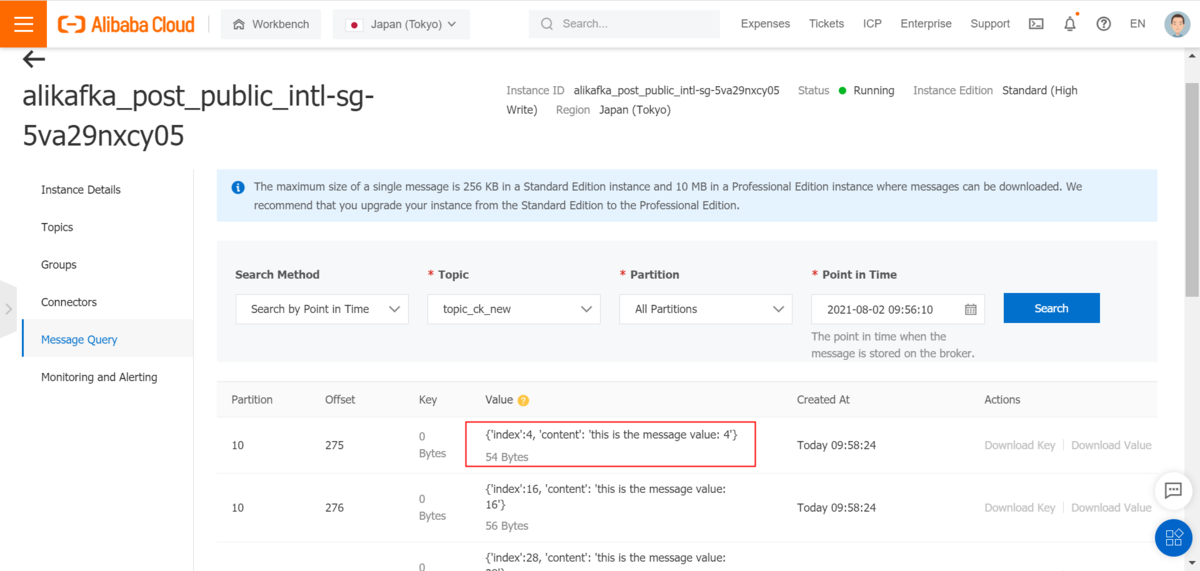 Alibaba Cloud
Workbench
Japan (Tokyo)
Search...
Expenses
Tickets
ICP
Enterprise
Support
EN
alikafka_post_public_intl-sg-
5va29nxcy05
Instance ID alikafka_post_public_intl-sg-5va29nxcy05 Status Running Instance Edition Standard (High
Write) Region Japan (Tokyo)
Instance Details
Topics
Groups
Connectors
Message Query
Monitoring and Alerting
The maximum size of a single message is 256 KB in a Standard Edition instance and 10 MB in a Professional Edition instance where messages can be downloaded. We
recommend that you upgrade your instance from the Standard Edition to the Professional Edition.
Search Method
* Topic
* Partition
* Point in Time
Search by Point in Time
topic_ck_new
All Partitions
2021-08-02 09:56:10
Search
The point in time when the
message is stored on the broker.
Partition Offset Key Value Created At Actions
10
275
0
Bytes
{'index':4, 'content': 'this is the message value: 4'}
54 Bytes
Today 09:58:24
Download Key
Download Value
10
276
0
Bytes
{'index':16, 'content': 'this is the message value:
16'}
56 Bytes
Today 09:58:24
Download Key
Download Value
0
{'index':28, 'content': 'this is the message value: